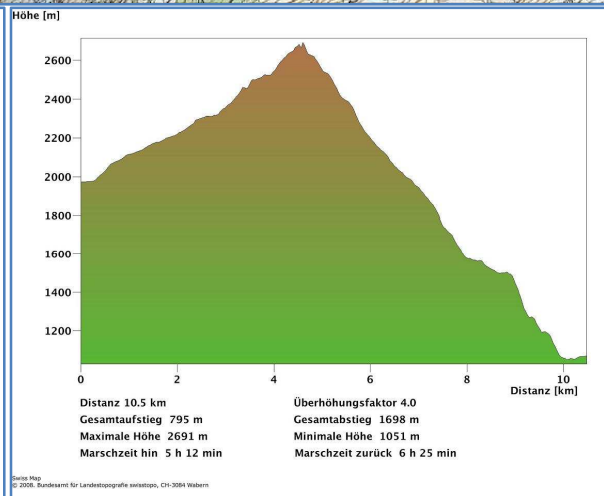 Höhe [m]
2600
2400
2200
2000
1800
1600
1400
1200
0 2 4 6 8 10
Distanz [km]
Distanz 10.5 km Überhöhungsfaktor 4.0
Gesamtaufstieg 795 m Gesamtabstieg 1698 m
Maximale Höhe 2691 m Minimale Höhe 1051 m
Marschzeit hin 5 h 12 min Marschzeit zurück 6 h 25 min
Swiss Map
© 2008. Bundesamt für Landestopografie swisstopo, CH-3084 Wabern